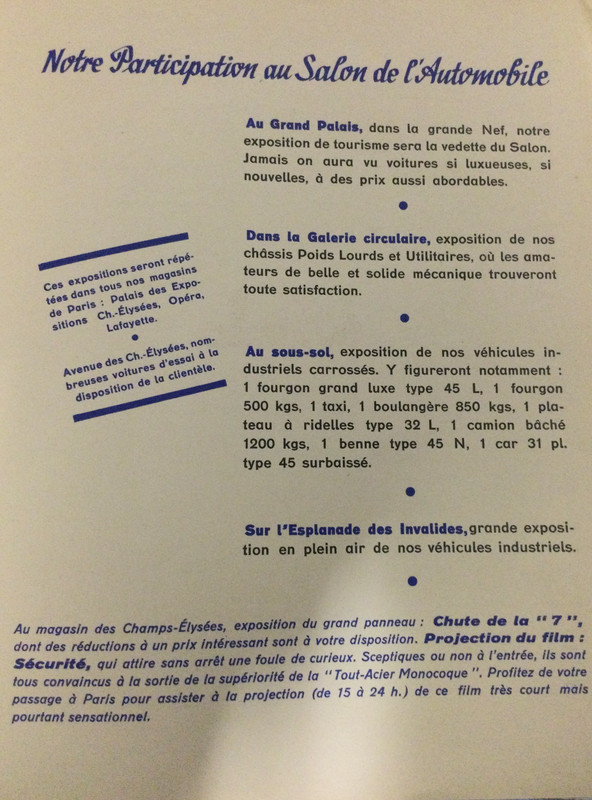 Notre Participation au Salon de l'Automobile
Au Grand Palais, dans la grande Nef, notre
exposition de tourisme sera la vedette du Salon.
Jamais on aura vu voitures si luxueuses, si
nouvelles, à des prix aussi abordables.
Dans la Galerie circulaire, exposition de nos
châssis Poids Lourds et Utilitaires, où les ama-
teurs de belle et solide mécanique trouveront
toute satisfaction.
Ces expositions seront répé-
tées dans tous nos magasins
de Paris : Palais des Expo-
sitions Ch.-Élysées, Opéra,
Lafayette.
Avenue des Ch.-Élysées, nom-
breuses voitures d'essai à la
disposition de la clientèle.
Au sous-sol, exposition de nos véhicules in-
dustriels carrossés. Y figureront notamment :
1 fourgon grand luxe type 45 L, 1 fourgon
500 kgs, 1 taxi, 1 boulangère 850 kgs, 1 pla-
teau à ridelles type 32 L, 1 camion bâché
1200 kgs, 1 benne type 45 N, 1 car 31 pl.
type 45 surbaissé.
Sur l'Esplanade des Invalides, grande exposi-
tion en plein air de nos véhicules industriels.
Au magasin des Champs-Élysées, exposition du grand panneau : Chute de la "7",
dont des réductions à un prix intéressant sont à votre disposition. Projection du film :
Sécurité, qui attire sans arrêt une foule de curieux. Sceptiques ou non à l'entrée, ils sont
tous convaincus à la sortie de la supériorité de la "Tout-Acier Monocoque". Profitez de votre
passage à Paris pour assister à la projection (de 15 à 24 h.) de ce film très court mais
pourtant sensationnel.